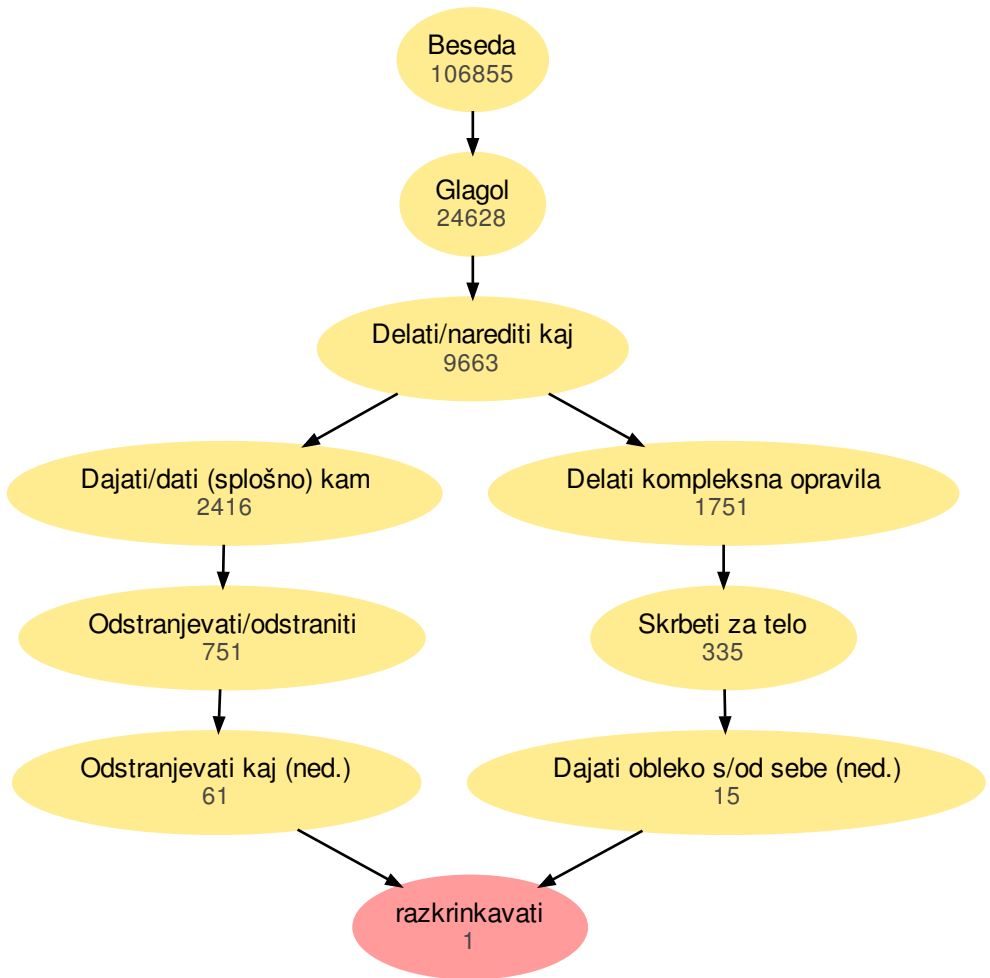 Beseda
106855
Glagol
24628
Delati/narediti kaj
9663
Dajati/dati (splošno) kam
2416
Delati kompleksna opravila
1751
Odstranjevati/odstraniti
751
Skrbeti za telo
335
Odstranjevati kaj (ned.)
61
Dajati obleko s/od sebe (ned.)
15
razkrinkavati
1